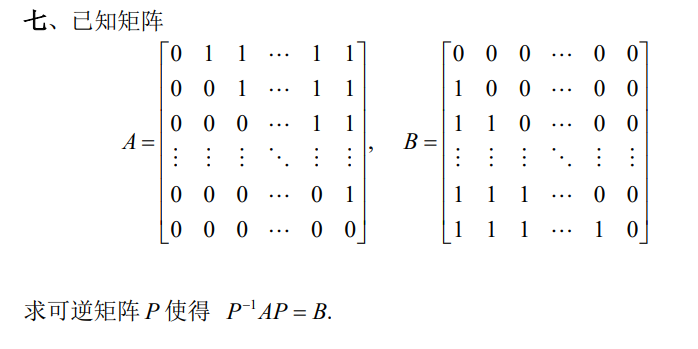 七、已知矩阵
A = [0 1 1 ⋯ 1 1
0 0 1 ⋯ 1 1
0 0 0 ⋯ 1 1
⋮ ⋮ ⋮ ⋱ ⋮ ⋮
0 0 0 ⋯ 0 1
0 0 0 ⋯ 0 0], B = [0 0 0 ⋯ 0 0
1 0 0 ⋯ 0 0
1 1 0 ⋯ 0 0
⋮ ⋮ ⋮ ⋱ ⋮ ⋮
1 1 1 ⋯ 0 0
1 1 1 ⋯ 1 0]
求可逆矩阵 P 使得 P⁻¹AP = B.